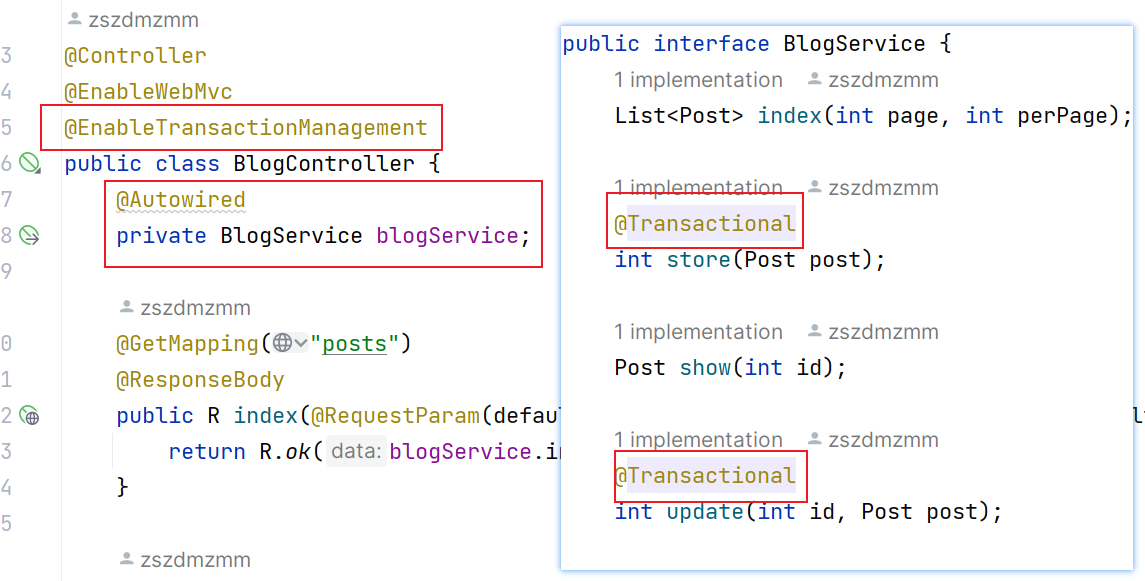 zszdmzmm
3
@Controller
4
@EnableWebMvc
5
@EnableTransactionManagement
6
public class BlogController {
7
@Autowired
8
private BlogService blogService;
9
zszdmzmm
0
@GetMapping("posts")
1
@ResponseBody
2
public R index(@RequestParam(defau
3
return R.ok( data: blogService.in
4
}
5
zszdmzmm
public interface BlogService {
1 implementation zszdmzmm
List<Post> index(int page, int perPage);
1 implementation zszdmzmm
@Transactional
int store(Post post);
1 implementation zszdmzmm
Post show(int id);
1 implementation zszdmzmm
@Transactional
int update(int id, Post post);